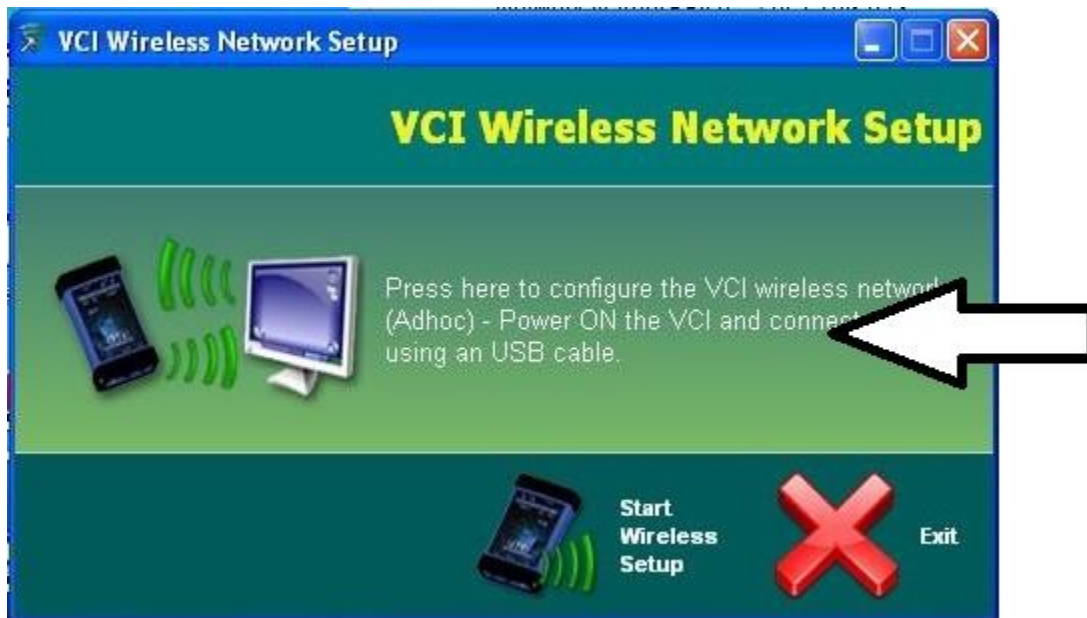 VCI Wireless Network Setup
VCI Wireless Network Setup
Press here to configure the VCI wireless network
(Adhoc) - Power ON the VCI and connect
using an USB cable.
Start
Wireless
Setup
Exit